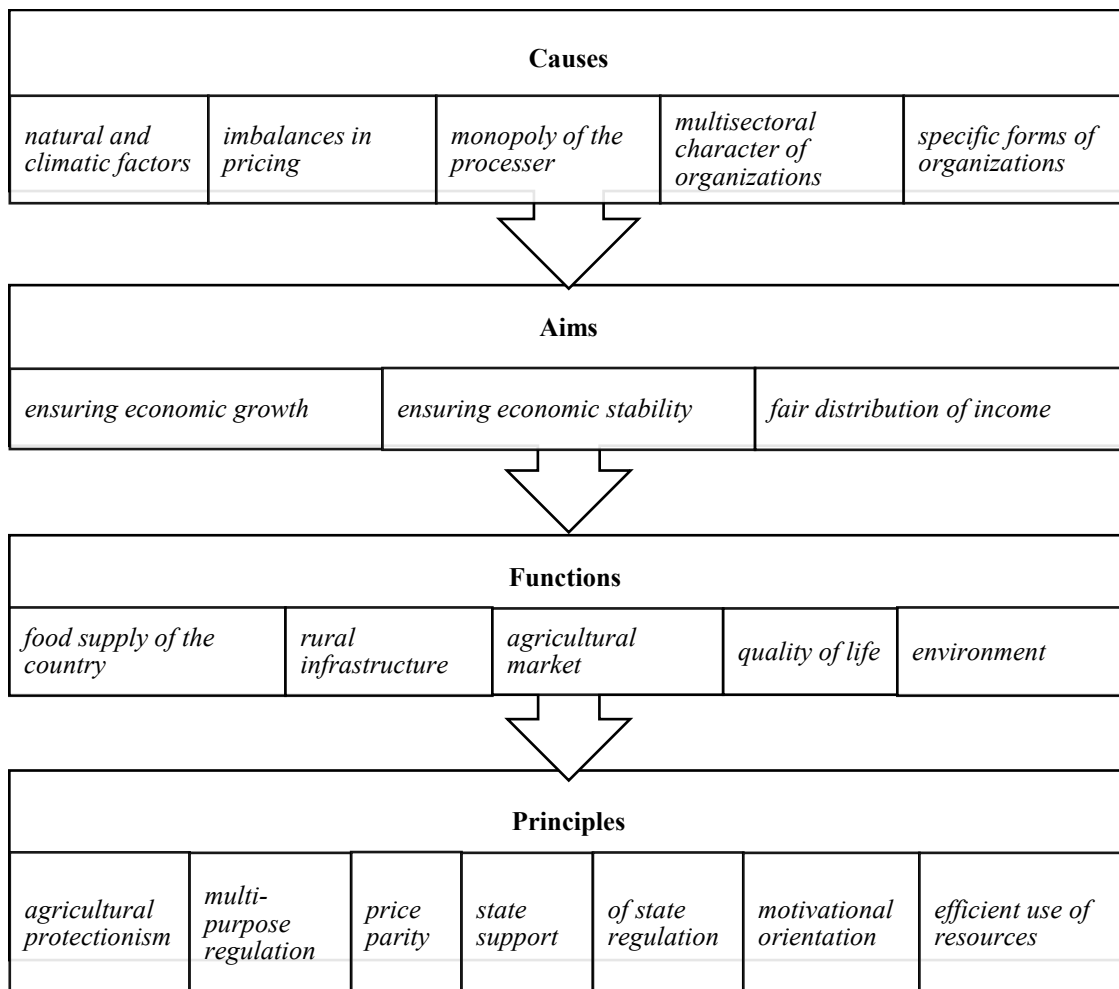 Causes
natural and
climatic factors
imbalances in
pricing
monopoly of the
processer
multisectoral
character of
organizations
specific forms of
organizations
Aims
ensuring economic growth
ensuring economic stability
fair distribution of income
Functions
food supply of the
country
rural
infrastructure
agricultural
market
quality of life
environment
Principles
agricultural
protectionism
multi-
purpose
regulation
price
parity
state
support
of state
regulation
motivational
orientation
efficient use of
resources